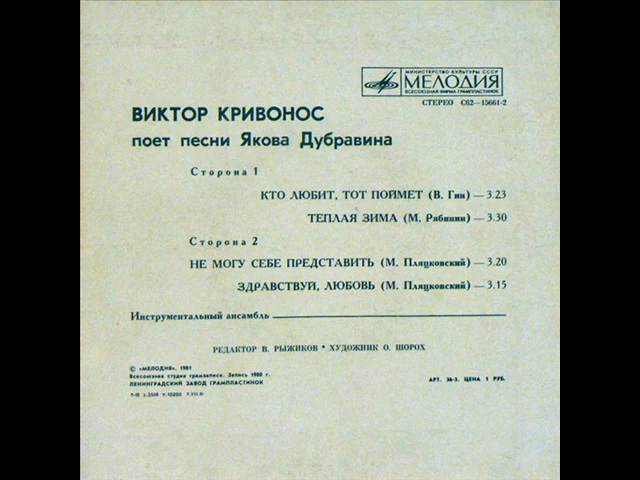 МИНИСТЕРСТВО КУЛЬТУРЫ СССР
МЕЛОДИЯ
ВСЕСОЮЗНАЯ ФИРМА ГРАМПЛАСТИНОК
СТЕРЕО С62—15661-2
ВИКТОР КРИВОНОС
поет песни Якова Дубравина
Сторона 1
КТО ЛЮБИТ, ТОТ ПОЙМЕТ (В. Гин) — 3.23
ТЕПЛАЯ ЗИМА (М. Рябинин) — 3.30
Сторона 2
НЕ МОГУ СЕБЕ ПРЕДСТАВИТЬ (М. Пляцковский) — 3.20
ЗДРАВСТВУЙ, ЛЮБОВЬ (М. Пляцковский) — 3.15
Инструментальный ансамбль
РЕДАКТОР В. РЫЖИКОВ * ХУДОЖНИК О. ШОРОХ
© «МЕЛОДИЯ», 1981
Всесоюзная студия грамзаписи. Запись 1980 г.
ЛЕНИНГРАДСКИЙ ЗАВОД ГРАМПЛАСТИНОК
АРТ. 36-3. ЦЕНА 1 РУБ.